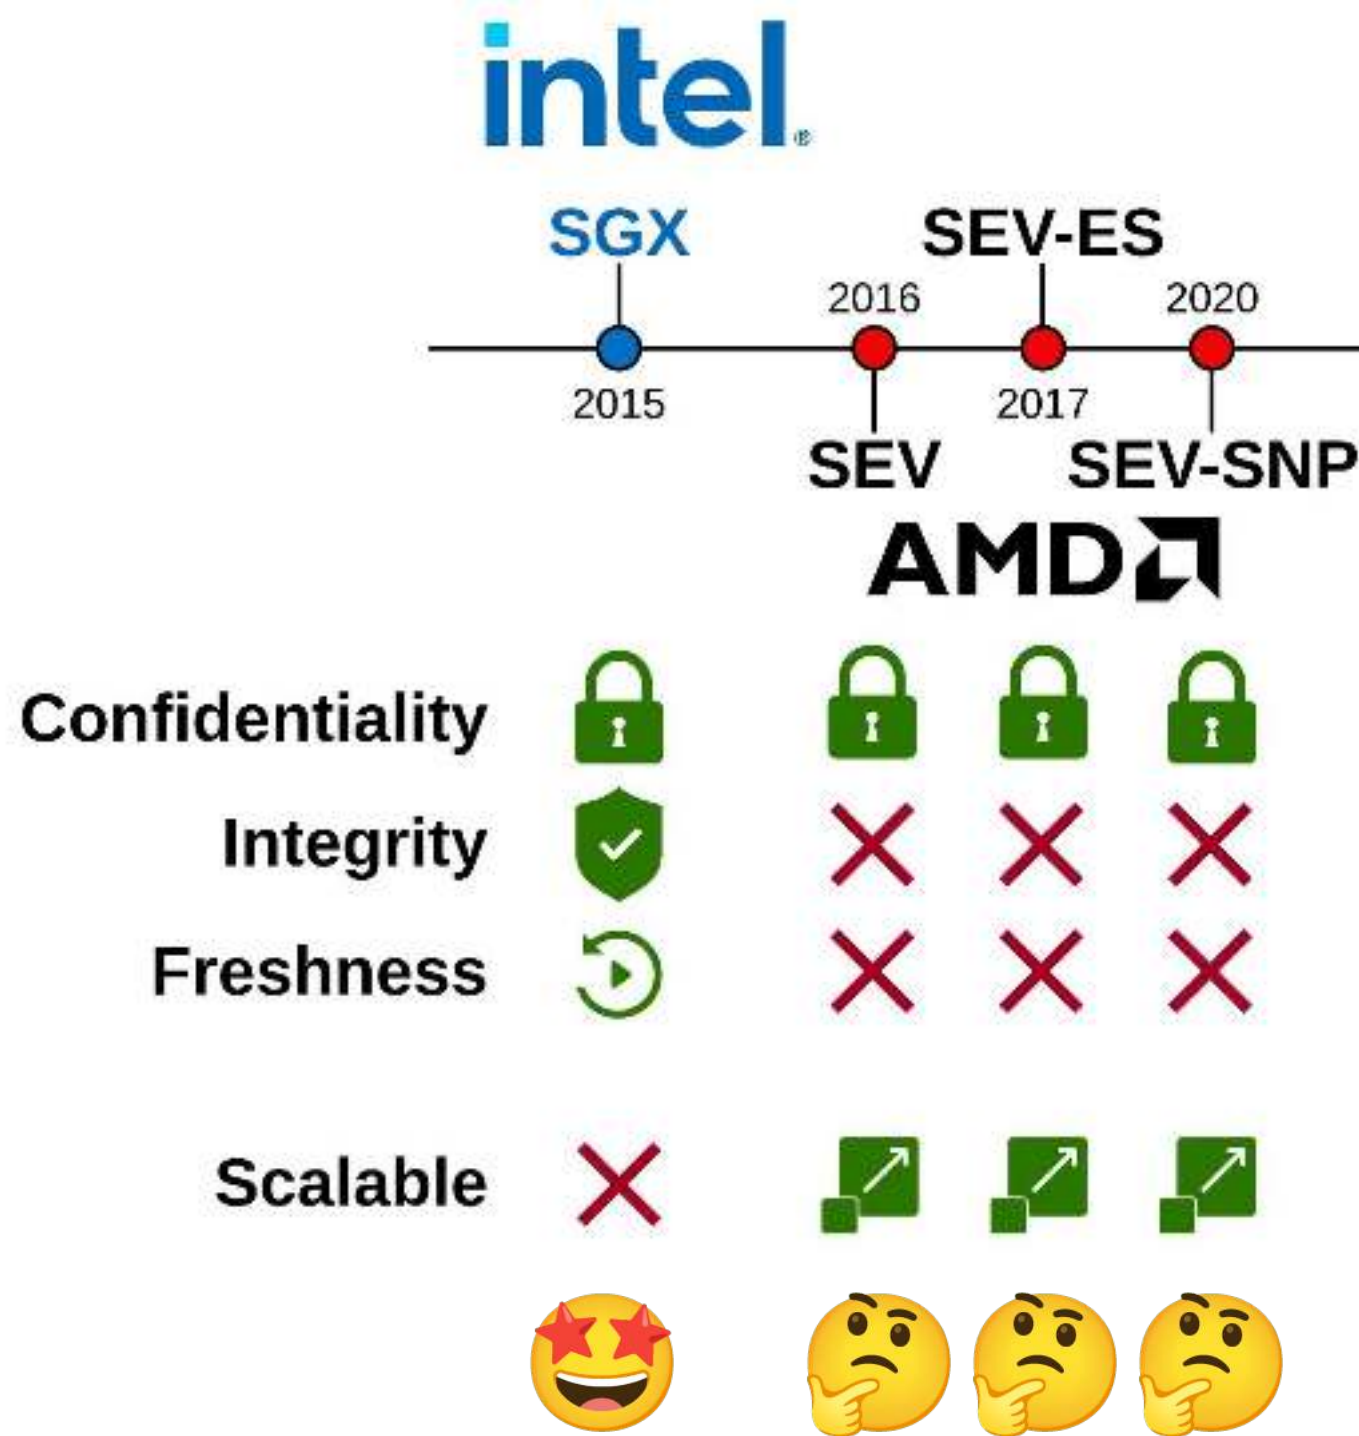 intel®
SGX
SEV-ES
2016
2020
2015
2017
SEV
SEV-SNP
AMD
Confidentiality
Integrity
Freshness
Scalable